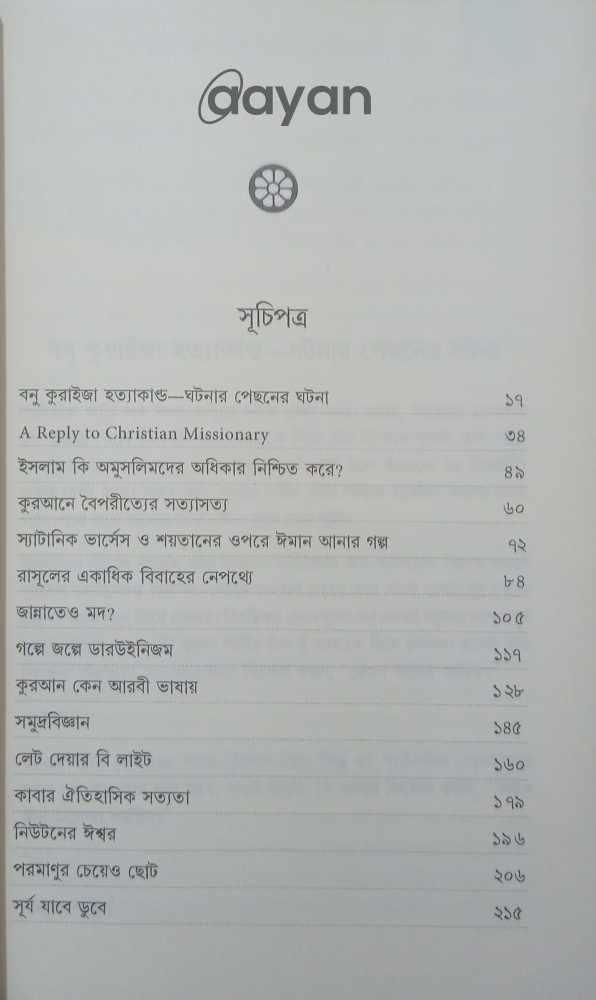 aayan
সূচিপত্র
বনু কুরাইজা হত্যাকাণ্ড—ঘটনার পেছনের ঘটনা ১৭
A Reply to Christian Missionary ৩৪
ইসলাম কি অমুসলিমদের অধিকার নিশ্চিত করে? ৪৯
কুরআনে বৈপরীত্যের সত্যাসত্য ৬০
স্যাটানিক ভার্সেস ও শয়তানের ওপরে ঈমান আনার গল্প ৭২
রাসূলের একাধিক বিবাহের নেপথ্যে ৮৪
জান্নাতেও মদ? ১০৫
গল্পে জল্পে ডারউইনিজম ১১৭
কুরআন কেন আরবী ভাষায় ১২৮
সমুদ্রবিজ্ঞান ১৪৫
লেট দেয়ার বি লাইট ১৬০
কাবার ঐতিহাসিক সত্যতা ১৭৯
নিউটনের ঈশ্বর ১৯৬
পরমাণুর চেয়েও ছোট ২০৬
সূর্য যাবে ডুবে ২১৫